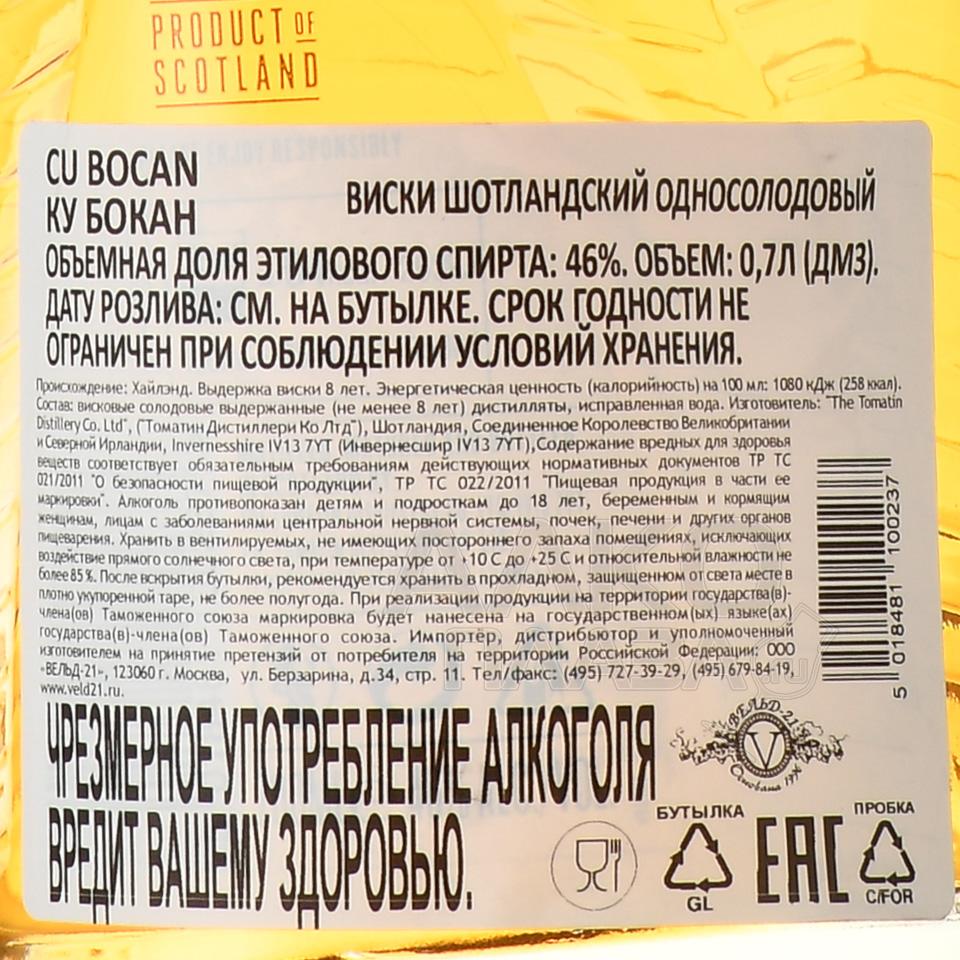 PRODUCT OF
SCOTLAND
ENJOY RESPONSIBLY
CU BOCAN
КУ БОКАН
ВИСКИ ШОТЛАНДСКИЙ ОДНОСОЛОДОВЫЙ
ОБЪЕМНАЯ ДОЛЯ ЭТИЛОВОГО СПИРТА: 46%. ОБЪЕМ: 0,7Л (ДМ3).
ДАТУ РОЗЛИВА: СМ. НА БУТЫЛКЕ. СРОК ГОДНОСТИ НЕ
ОГРАНИЧЕН ПРИ СОБЛЮДЕНИИ УСЛОВИЙ ХРАНЕНИЯ.
Происхождение: Хайлэнд. Выдержка виски 8 лет. Энергетическая ценность (калорийность) на 100 мл: 1080 кДж (258 ккал).
Состав: висковые солодовые выдержанные (не менее 8 лет) дистилляты, исправленная вода. Изготовитель: "The Tomatin
Distillery Co. Ltd", ("Томатин Дистиллери Ко Лтд"), Шотландия, Соединенное Королевство Великобритании
и Северной Ирландии, Invernesshire IV13 7YT (Инвернесшир IV13 7YT),Содержание вредных для здоровья
веществ соответствует обязательным требованиям действующих нормативных документов ТР ТС
021/2011 "О безопасности пищевой продукции", ТР ТС 022/2011 "Пищевая продукция в части ее
маркировки". Алкоголь противопоказан детям и подросткам до 18 лет, беременным и кормящим
женщинам, лицам с заболеваниями центральной нервной системы, почек, печени и других органов
пищеварения. Хранить в вентилируемых, не имеющих постороннего запаха помещениях, исключающих
воздействие прямого солнечного света, при температуре от +10 С до +25 С и относительной влажности не
более 85 %. После вскрытия бутылки, рекомендуется хранить в прохладном, защищенном от света месте в
плотно укупоренной таре, не более полугода. При реализации продукции на территории государства(в)-
члена(ов) Таможенного союза маркировка будет нанесена на государственном(ых) языке(ах)
государства(в)-члена(ов) Таможенного союза. Импортёр, дистрибьютор и уполномоченный
изготовителем на принятие претензий от потребителя на территории Российской Федерации: ООО
«ВЕЛЬД-21», 123060 г. Москва, ул. Берзарина, д.34, стр. 11. Тел/факс: (495) 727-39-29, (495) 679-84-19,
www.veld21.ru.
5 018481 100237
ЧРЕЗМЕРНОЕ УПОТРЕБЛЕНИЕ АЛКОГОЛЯ
ВРЕДИТ ВАШЕМУ ЗДОРОВЬЮ.
ВЕЛЬД-21
V
Основана 1996
БУТЫЛКА
GL
EAC
ПРОБКА
C/FOR